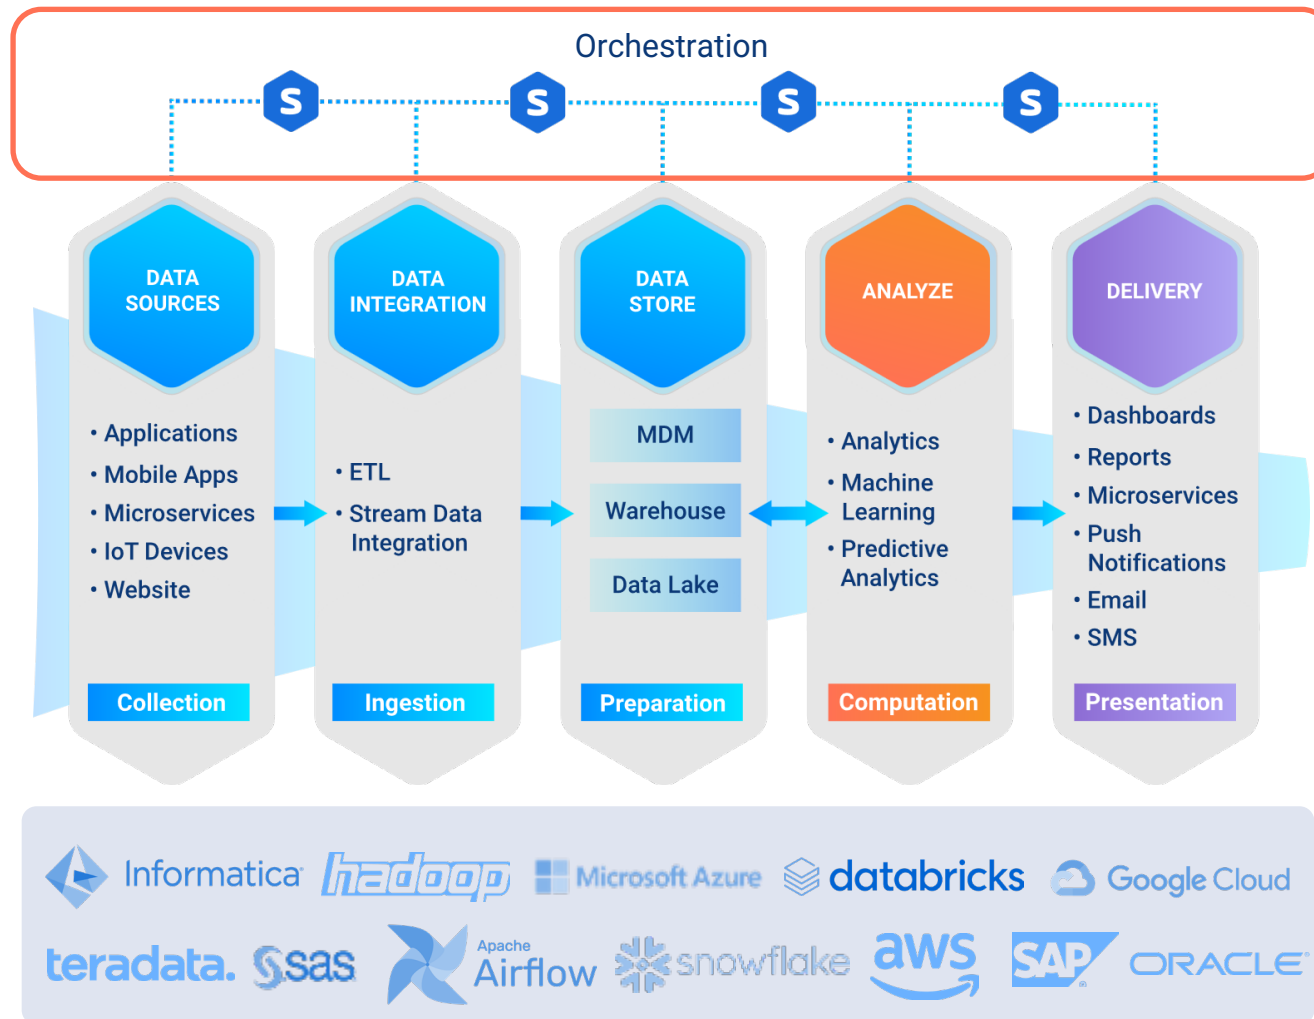 Orchestration
S S S S
DATA
SOURCES
• Applications
• Mobile Apps
• Microservices
• IoT Devices
• Website
Collection
DATA
INTEGRATION
• ETL
• Stream Data
Integration
Ingestion
DATA
STORE
MDM
Warehouse
Data Lake
Preparation
ANALYZE
• Analytics
• Machine
Learning
• Predictive
Analytics
Computation
DELIVERY
• Dashboards
• Reports
• Microservices
• Push
Notifications
• Email
• SMS
Presentation
Informatica hadoop Microsoft Azure databricks Google Cloud
teradata. sas Apache Airflow snowflake aws SAP ORACLE